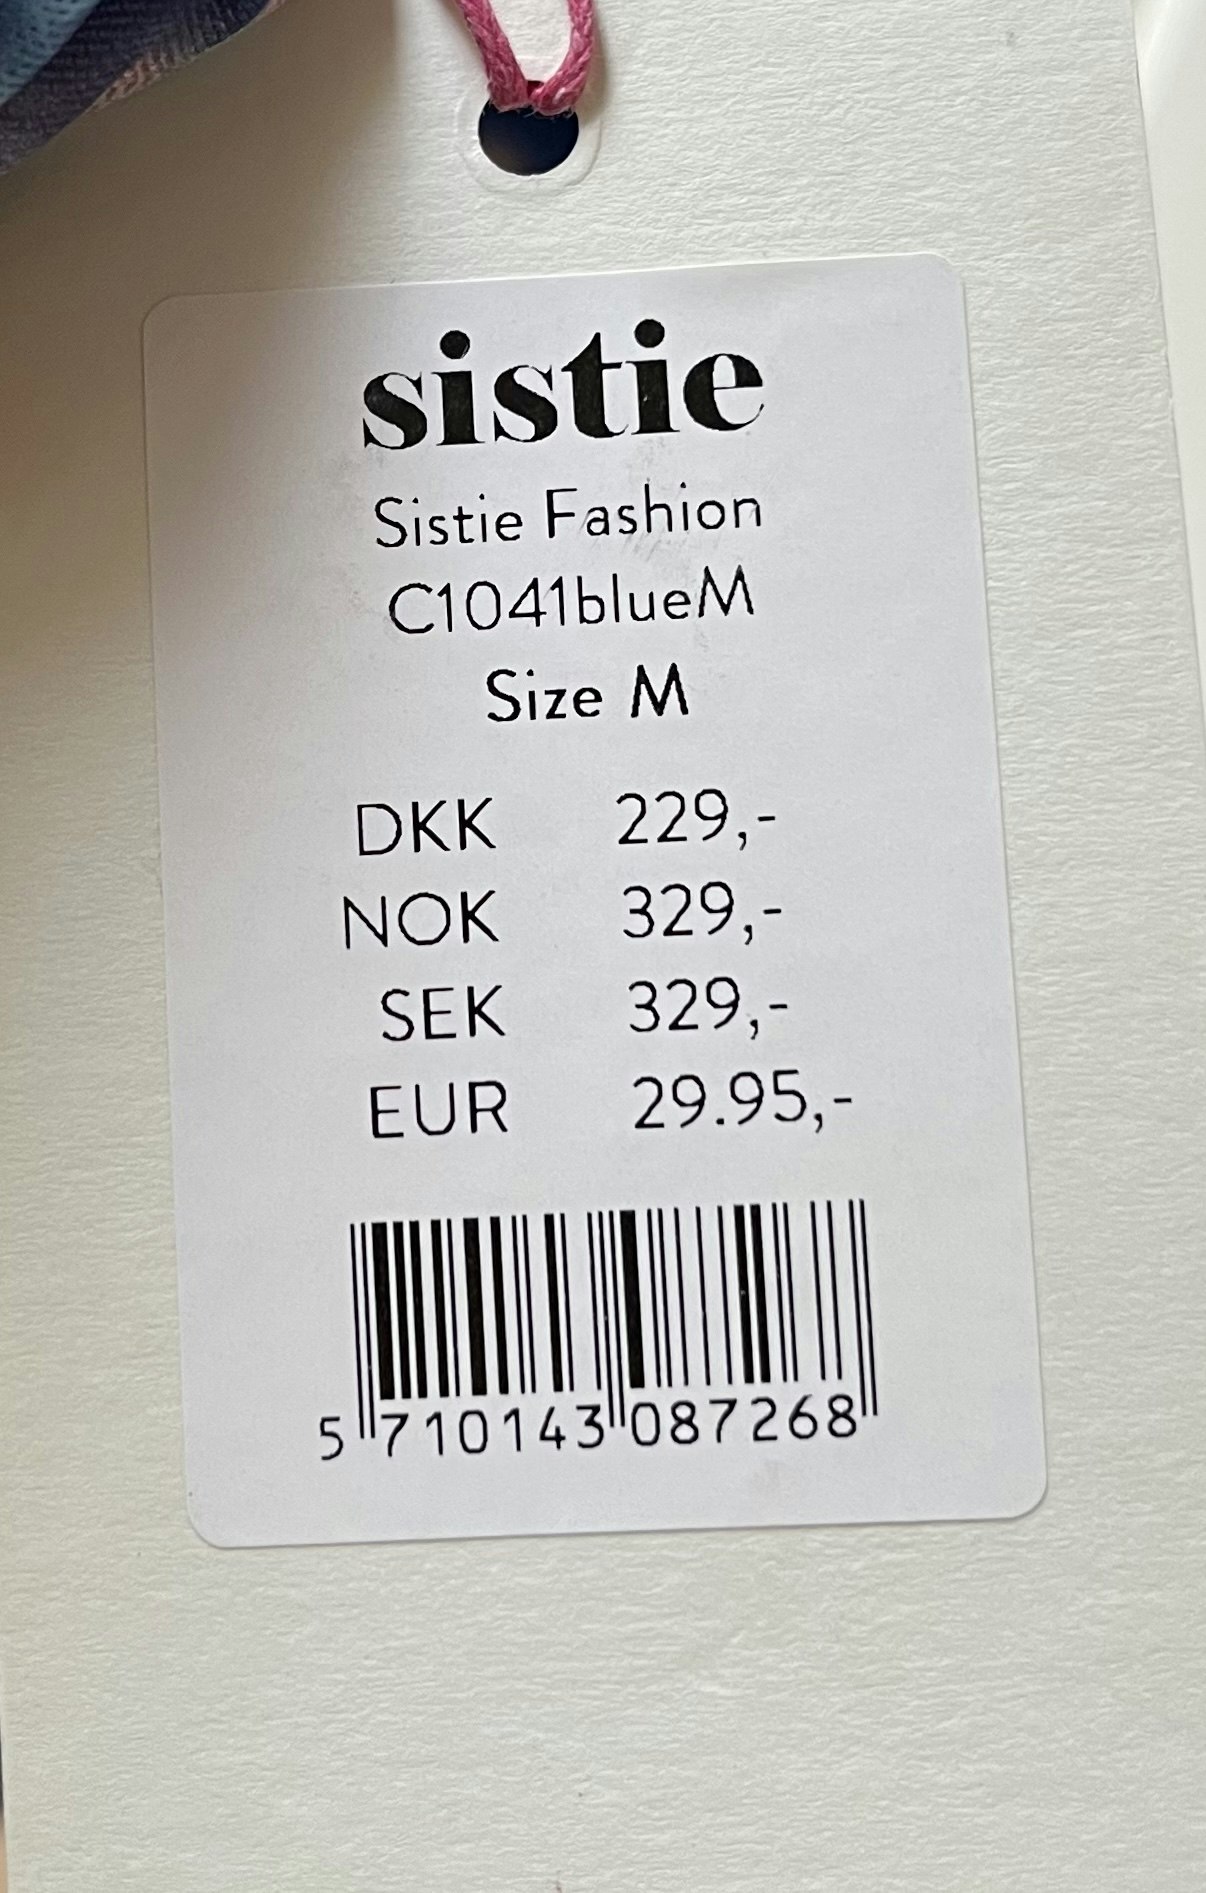 sistie
Sistie Fashion
C1041blueM
Size M
DKK 229,-
NOK 329,-
SEK 329,-
EUR 29.95,-
5 710143 087268